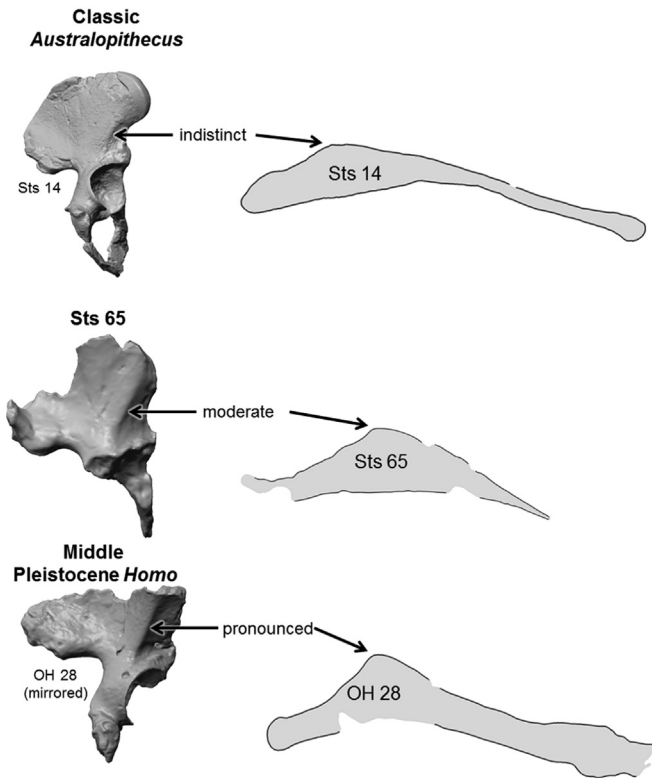 Classic
Australopithecus
indistinct
Sts 14
Sts 14
Sts 65
moderate
Sts 65
Middle
Pleistocene Homo
pronounced
OH 28
(mirrored)
OH 28